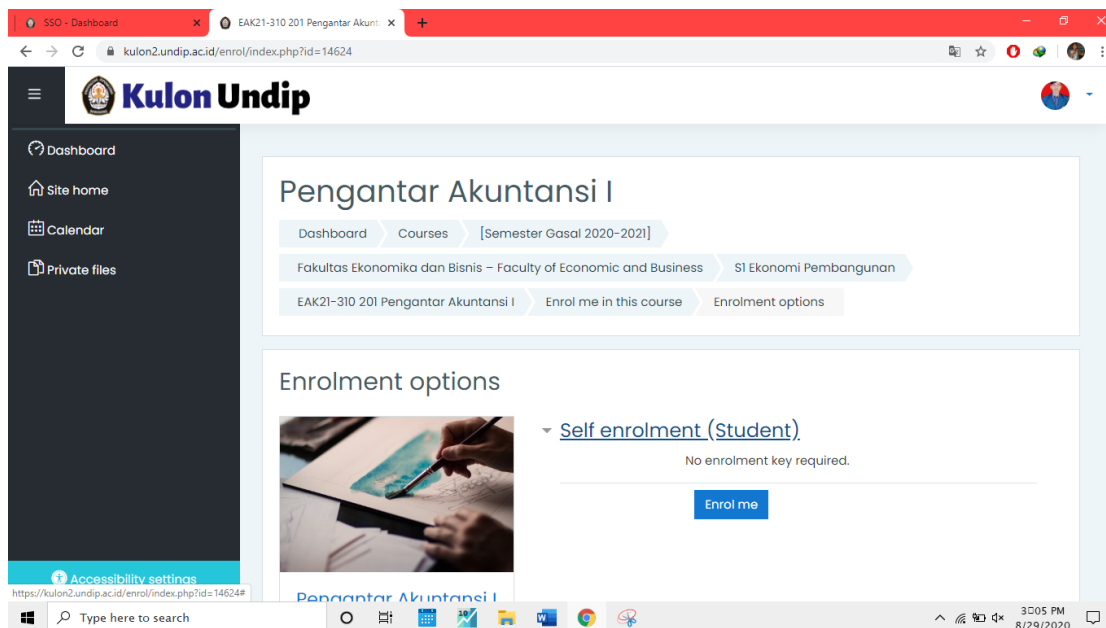 SSO - Dashboard
EAK21-310 201 Pengantar Akunt
kulon2.undip.ac.id/enrol/index.php?id=14624
Kulon Undip
Dashboard
Site home
Calendar
Private files
Pengantar Akuntansi I
Dashboard
Courses
[Semester Gasal 2020-2021]
Fakultas Ekonomika dan Bisnis – Faculty of Economic and Business
S1 Ekonomi Pembangunan
EAK21-310 201 Pengantar Akuntansi I
Enrol me in this course
Enrolment options
Enrolment options
Self enrolment (Student)
No enrolment key required.
Enrol me
Pengantar Akuntansi I
Accessibility settings
https://kulon2.undip.ac.id/enrol/index.php?id=14624#
Type here to search
3:05 PM
8/29/2020